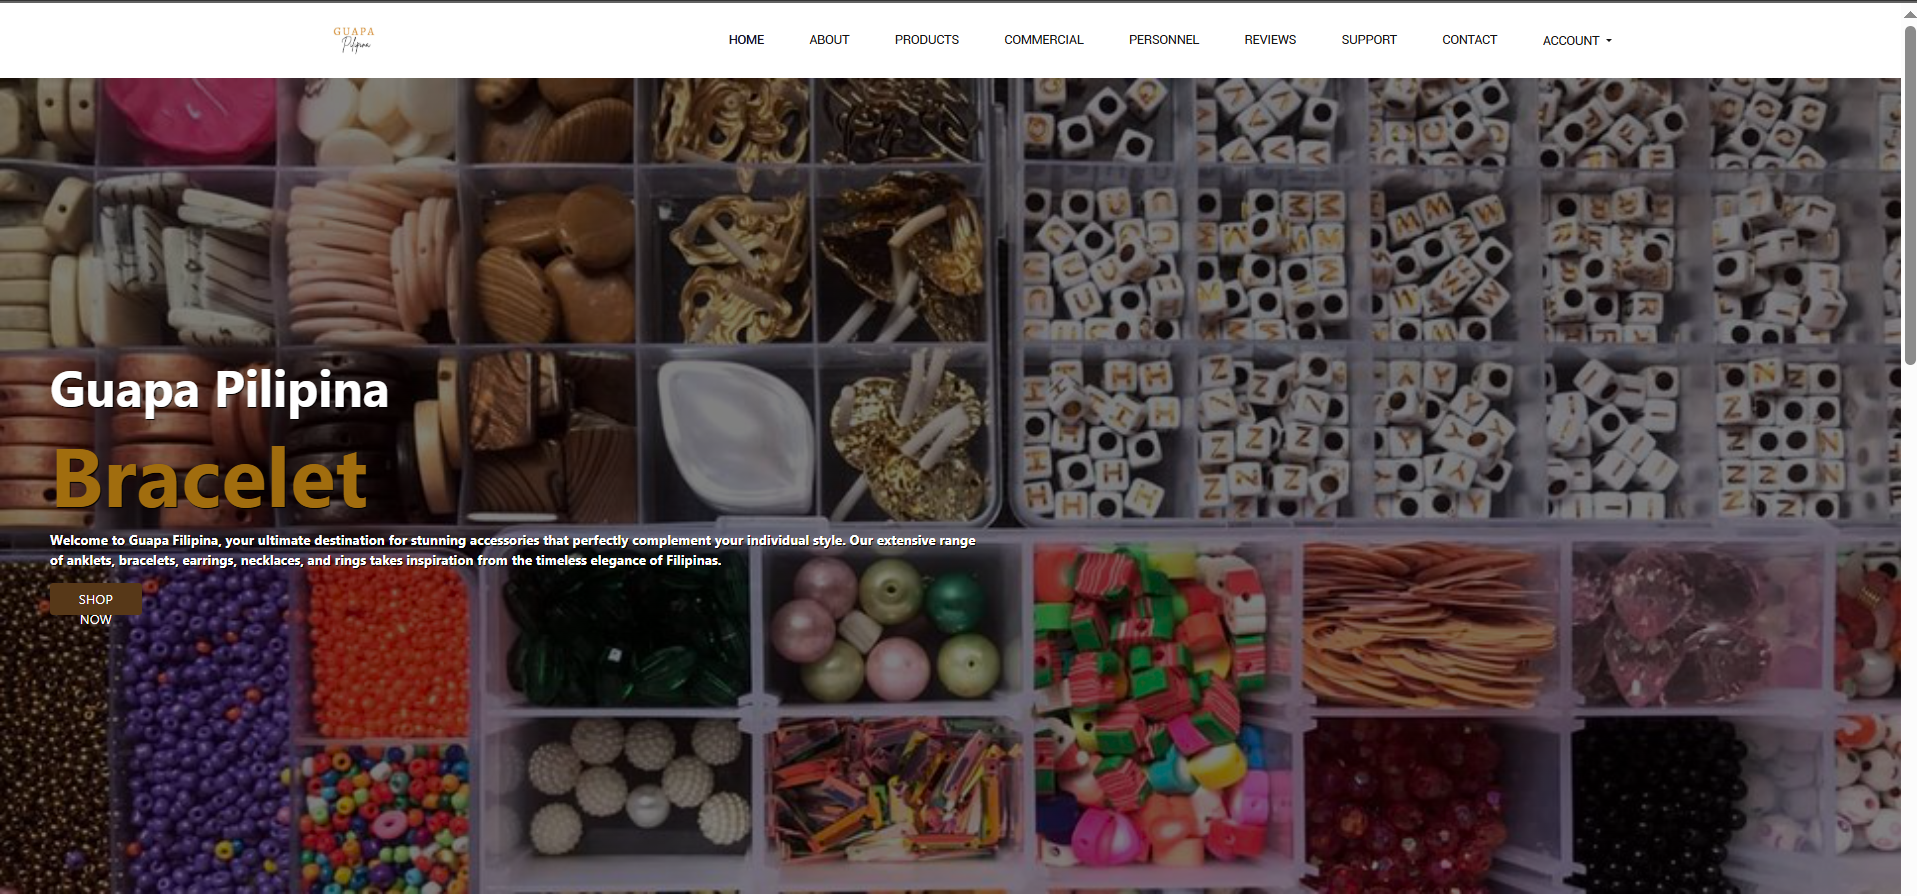 GUAPA
Pilipina
HOME ABOUT PRODUCTS COMMERCIAL PERSONNEL REVIEWS SUPPORT CONTACT ACCOUNT
Guapa Pilipina
Bracelet
Welcome to Guapa Filipina, your ultimate destination for stunning accessories that perfectly complement your individual style. Our extensive range
of anklets, bracelets, earrings, necklaces, and rings takes inspiration from the timeless elegance of Filipinas.
SHOP
NOW